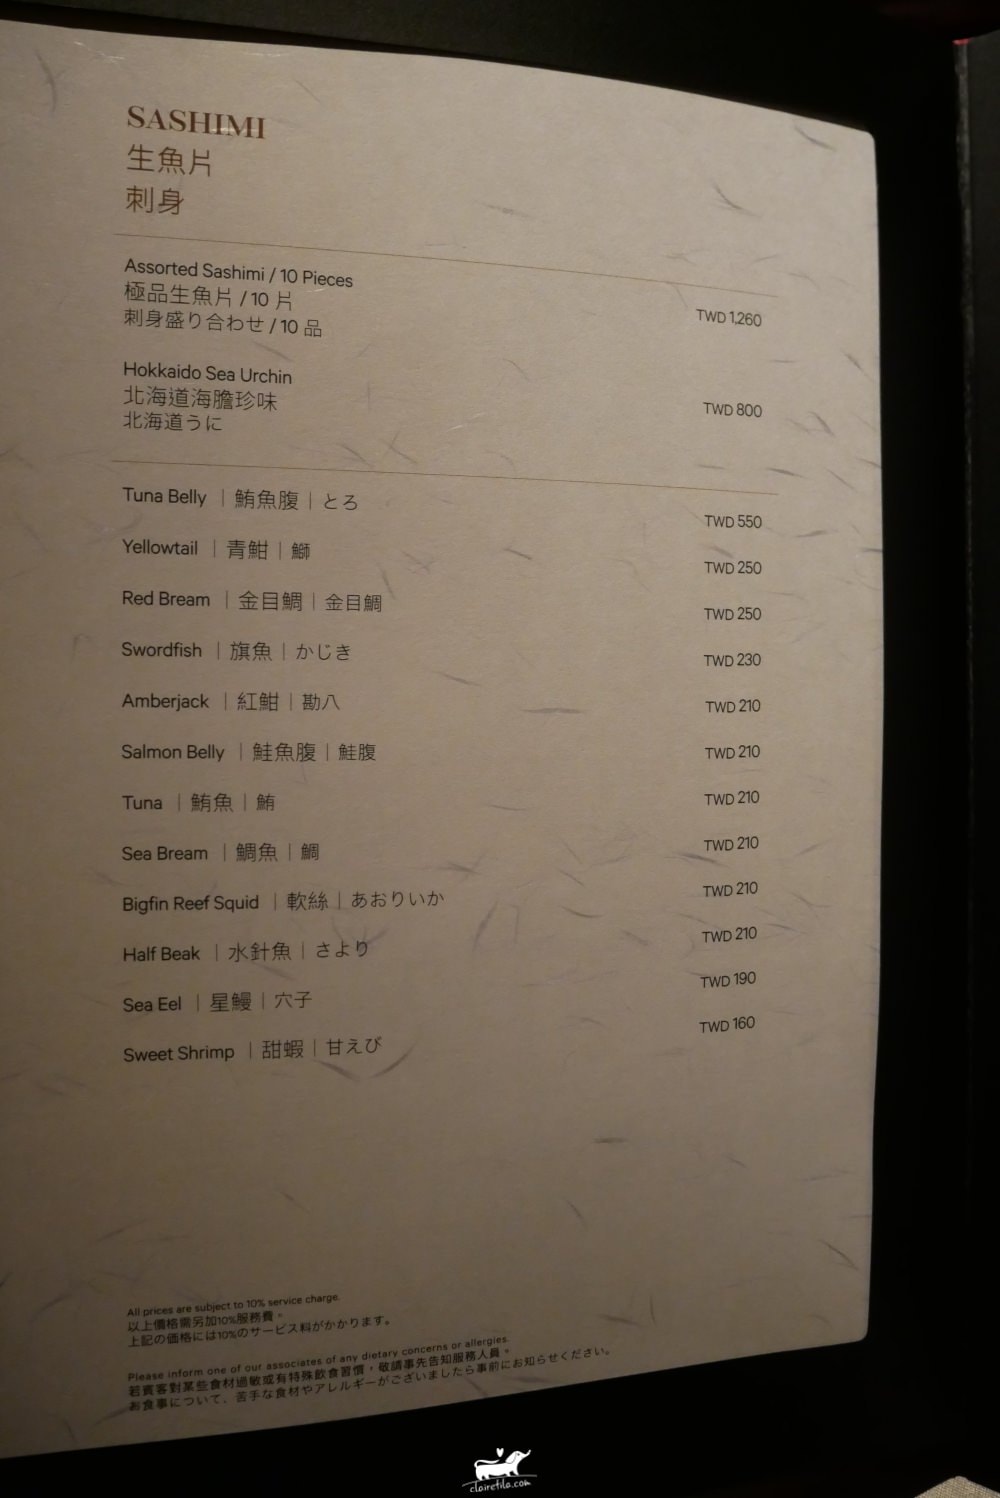 SASHIMI
生魚片
刺身
Assorted Sashimi / 10 Pieces
極品生魚片 / 10 片
刺身盛り合わせ / 10 品
TWD 1,260
Hokkaido Sea Urchin
北海道海膽珍味
北海道うに
TWD 800
Tuna Belly | 鮪魚腹 | とろ TWD 550
Yellowtail | 青魽 | 鰤 TWD 250
Red Bream | 金目鯛 | 金目鯛 TWD 250
Swordfish | 旗魚 | かじき TWD 230
Amberjack | 紅魽 | 勘八 TWD 210
Salmon Belly | 鮭魚腹 | 鮭腹 TWD 210
Tuna | 鮪魚 | 鮪 TWD 210
Sea Bream | 鯛魚 | 鯛 TWD 210
Bigfin Reef Squid | 軟絲 | あおりいか TWD 210
Half Beak | 水針魚 | さより TWD 210
Sea Eel | 星鰻 | 穴子 TWD 190
Sweet Shrimp | 甜蝦 | 甘えび TWD 160
All prices are subject to 10% service charge.
以上價格需另加10%服務費。
上記の価格には10%のサービス料がかかります。
Please inform one of our associates of any dietary concerns or allergies.
若賓客對某些食材過敏或有特殊飲食習慣，敬請事先告知服務人員。
お食事について、苦手な食材やアレルギーがございましたら事前にお知らせください。
clairefila.com